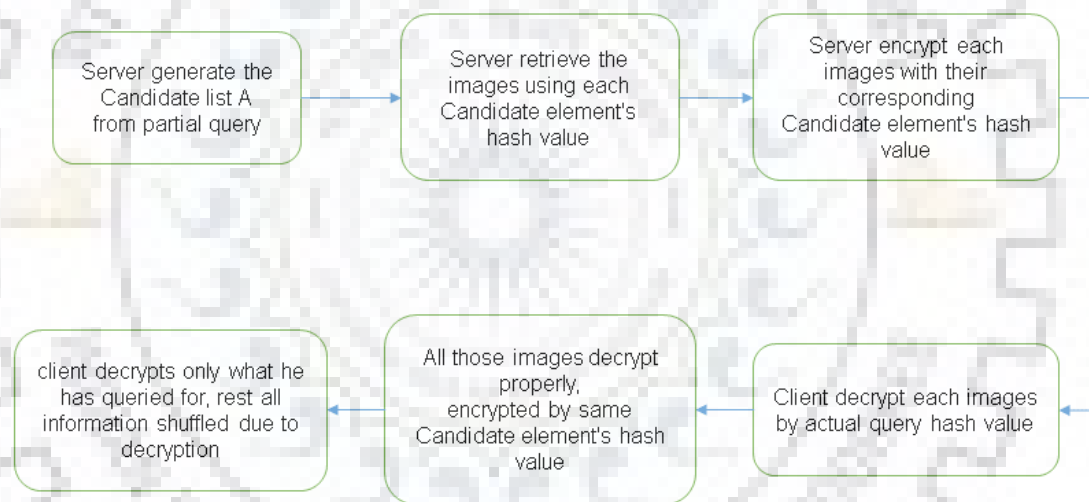 Server generate the
Candidate list A
from partial query
Server retrieve the
images using each
Candidate element's
hash value
Server encrypt each
images with their
corresponding
Candidate element's hash
value
Client decrypt each images
by actual query hash value
All those images decrypt
properly,
encrypted by same
Candidate element's hash
value
client decrypts only what he
has queried for, rest all
information shuffled due to
decryption